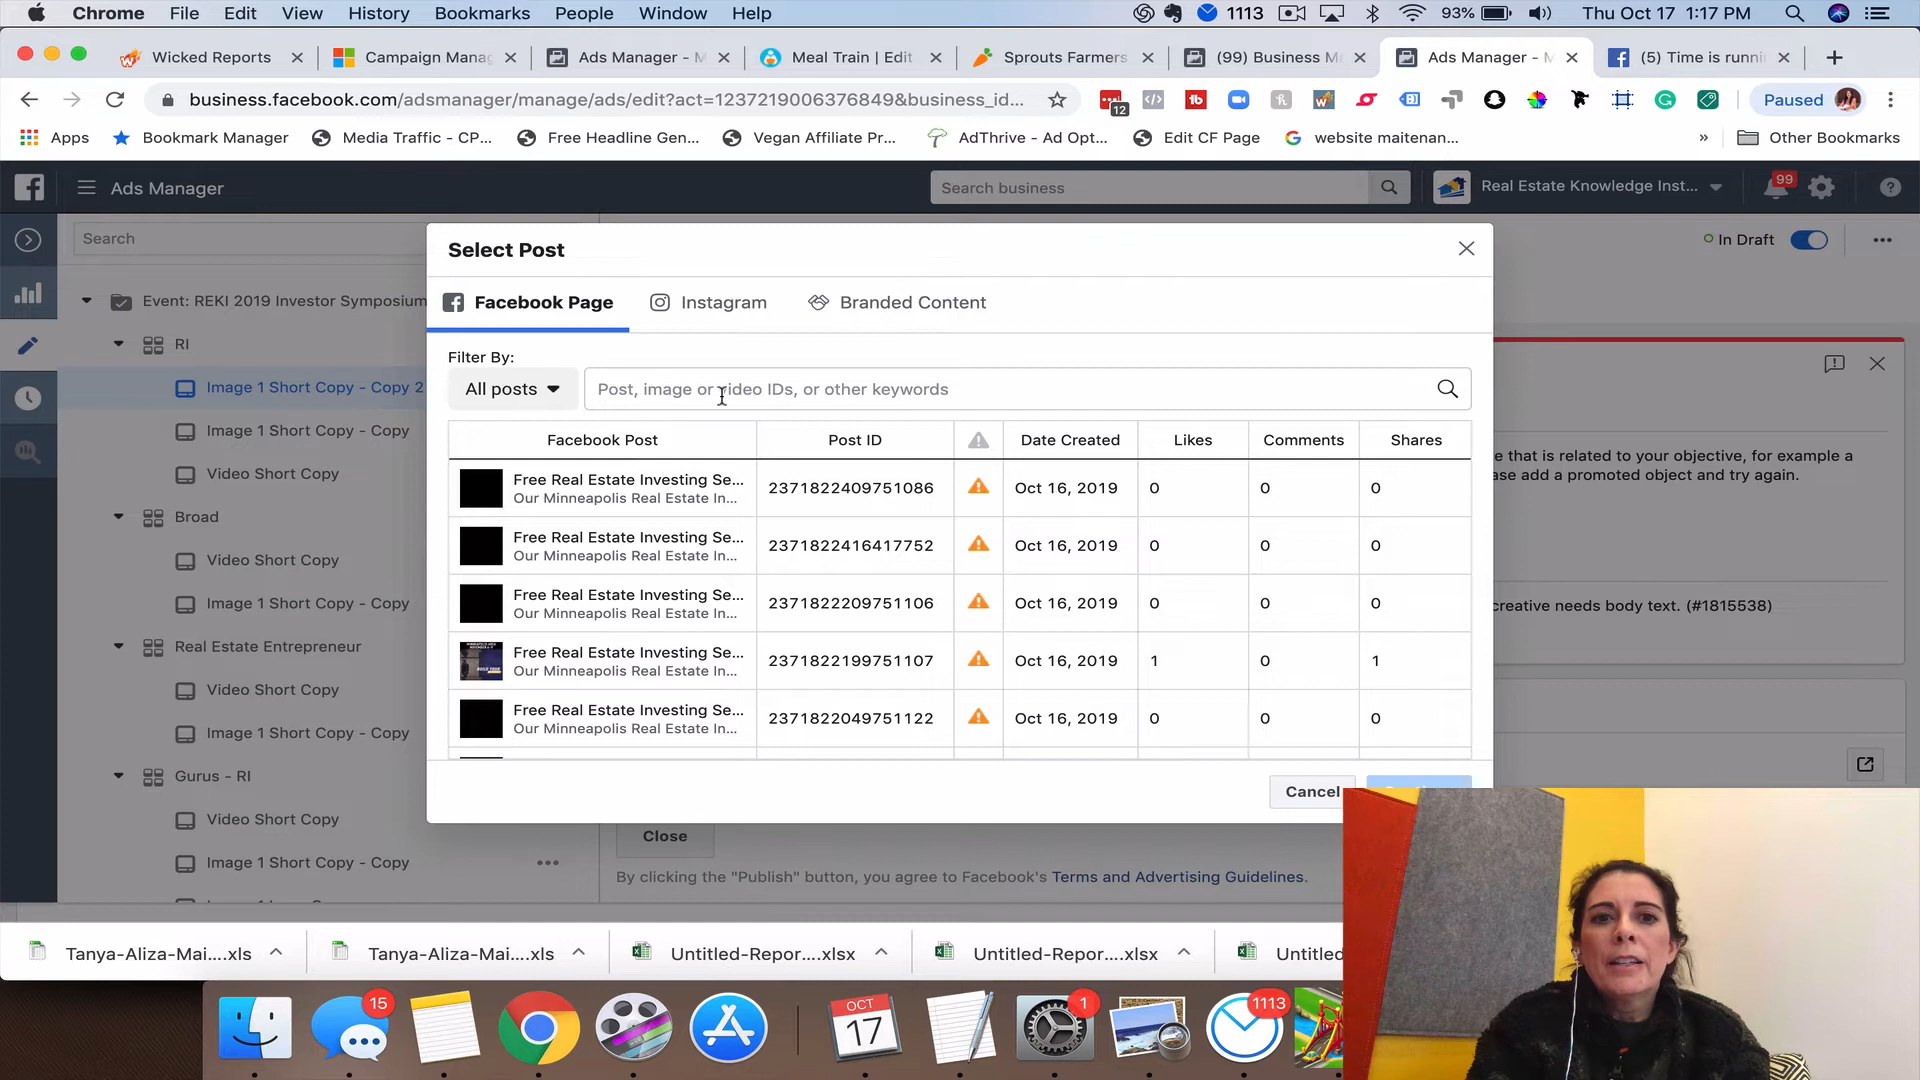 Chrome File Edit View History Bookmarks People Window Help 1113 93% Thu Oct 17 1:17 PM
Wicked Reports Campaign Mana Ads Manager - M Meal Train | Edit Sprouts Farmers (99) Business M Ads Manager - M (5) Time is runni
business.facebook.com/adsmanager/manage/ads/edit?act=1237219006376849&business_id... 12 Paused
Apps Bookmark Manager Media Traffic - CP... Free Headline Gen... Vegan Affiliate Pr... AdThrive - Ad Opt... Edit CF Page website maitenan... » Other Bookmarks
Ads Manager Search business Real Estate Knowledge Inst... 99
Search
In Draft
Select Post
Facebook Page Instagram Branded Content
Filter By:
All posts Post, image or video IDs, or other keywords
Facebook Post Post ID Date Created Likes Comments Shares
Free Real Estate Investing Se... 2371822409751086 Oct 16, 2019 0 0 0
Our Minneapolis Real Estate In...
Free Real Estate Investing Se... 2371822416417752 Oct 16, 2019 0 0 0
Our Minneapolis Real Estate In...
Free Real Estate Investing Se... 2371822209751106 Oct 16, 2019 0 0 0
Our Minneapolis Real Estate In...
Free Real Estate Investing Se... 2371822199751107 Oct 16, 2019 1 0 1
Our Minneapolis Real Estate In...
Free Real Estate Investing Se... 2371822049751122 Oct 16, 2019 0 0 0
Our Minneapolis Real Estate In...
Cancel
Event: REKI 2019 Investor Symposium
RI
Image 1 Short Copy - Copy 2
Image 1 Short Copy - Copy
Video Short Copy
Broad
Video Short Copy
Image 1 Short Copy - Copy
Real Estate Entrepreneur
Video Short Copy
Image 1 Short Copy - Copy
Gurus - RI
Video Short Copy
Image 1 Short Copy - Copy
e that is related to your objective, for example a
ase add a promoted object and try again.
creative needs body text. (#1815538)
Close
By clicking the "Publish" button, you agree to Facebook's Terms and Advertising Guidelines.
Tanya-Aliza-Mai....xls Tanya-Aliza-Mai....xls Untitled-Repor....xlsx Untitled-Repor....xlsx Untitled
15 OCT 17 1 1113